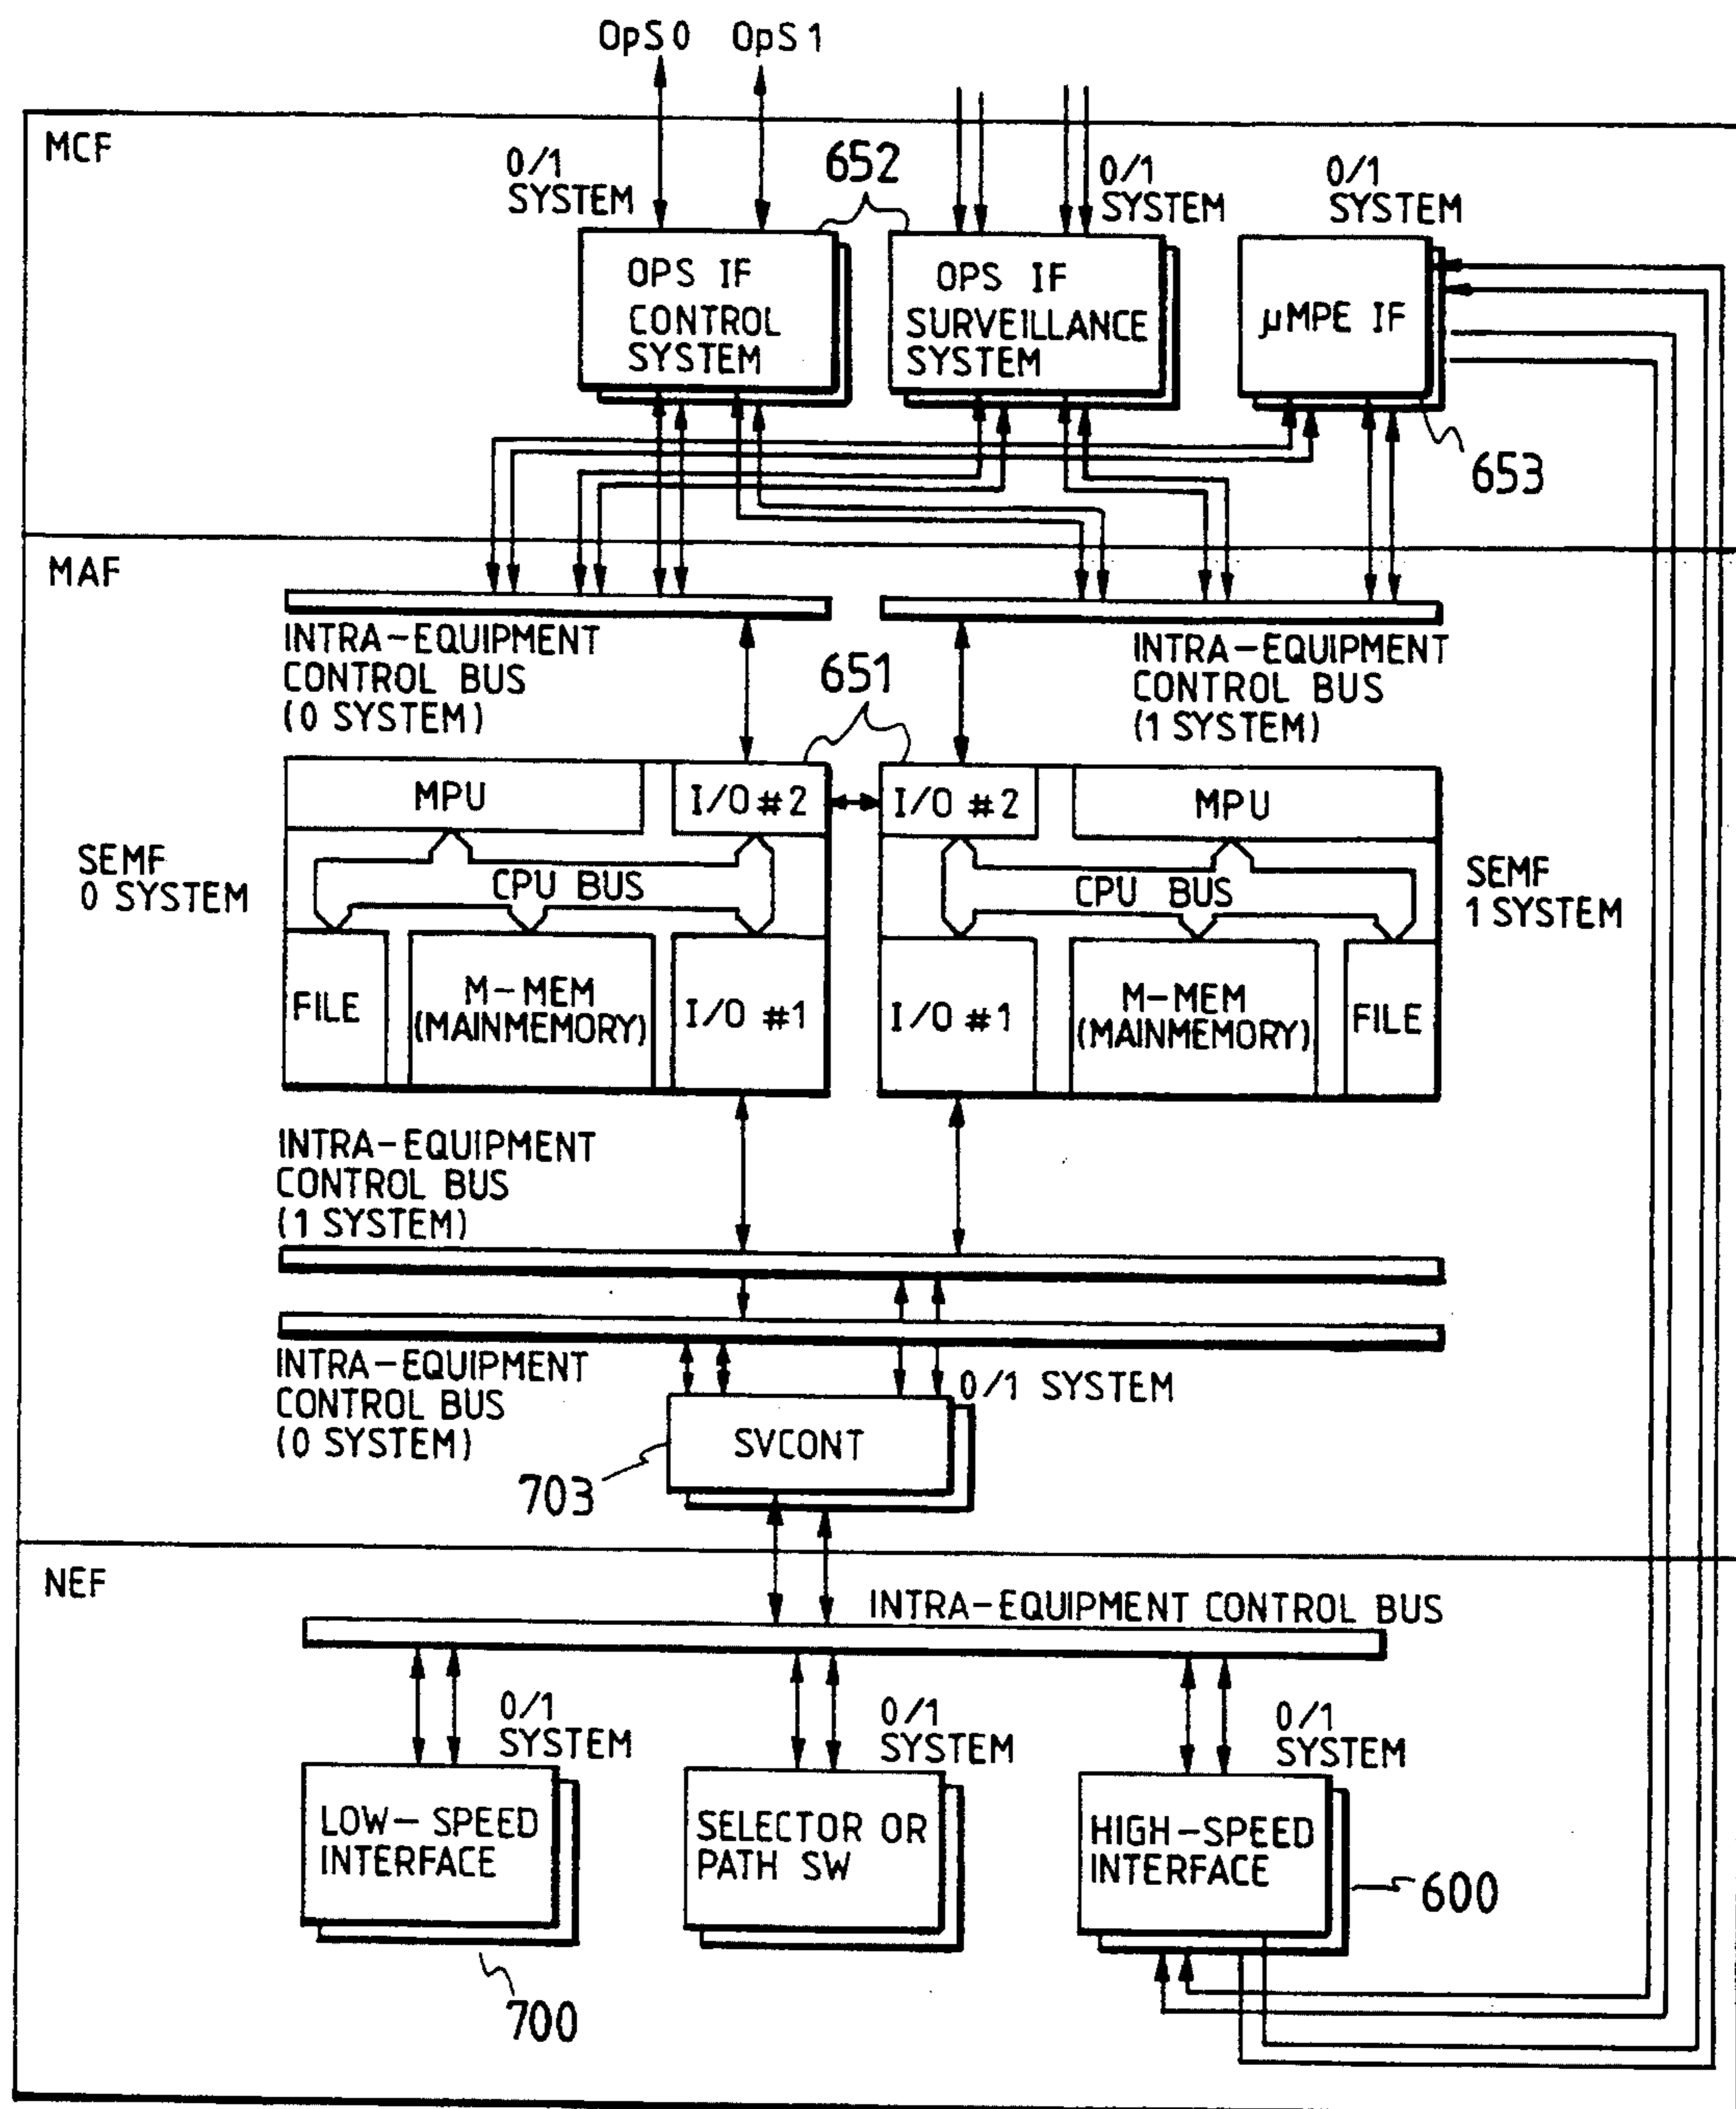 OpS0 OpS1
MCF
0/1
SYSTEM
652
0/1
SYSTEM
0/1
SYSTEM
OPS IF
CONTROL
SYSTEM
OPS IF
SURVEILLANCE
SYSTEM
μMPE IF
653
MAF
INTRA-EQUIPMENT
CONTROL BUS
(0 SYSTEM)
651
INTRA-EQUIPMENT
CONTROL BUS
(1 SYSTEM)
MPU
I/O #2
I/O #2
MPU
SEMF
0 SYSTEM
CPU BUS
CPU BUS
SEMF
1 SYSTEM
FILE
M-MEM
(MAINMEMORY)
I/O #1
I/O #1
M-MEM
(MAINMEMORY)
FILE
INTRA-EQUIPMENT
CONTROL BUS
(1 SYSTEM)
INTRA-EQUIPMENT
CONTROL BUS
(0 SYSTEM)
0/1 SYSTEM
SVCONT
703
NEF
INTRA-EQUIPMENT CONTROL BUS
0/1
SYSTEM
0/1
SYSTEM
0/1
SYSTEM
LOW-SPEED
INTERFACE
SELECTOR OR
PATH SW
HIGH-SPEED
INTERFACE
600
700